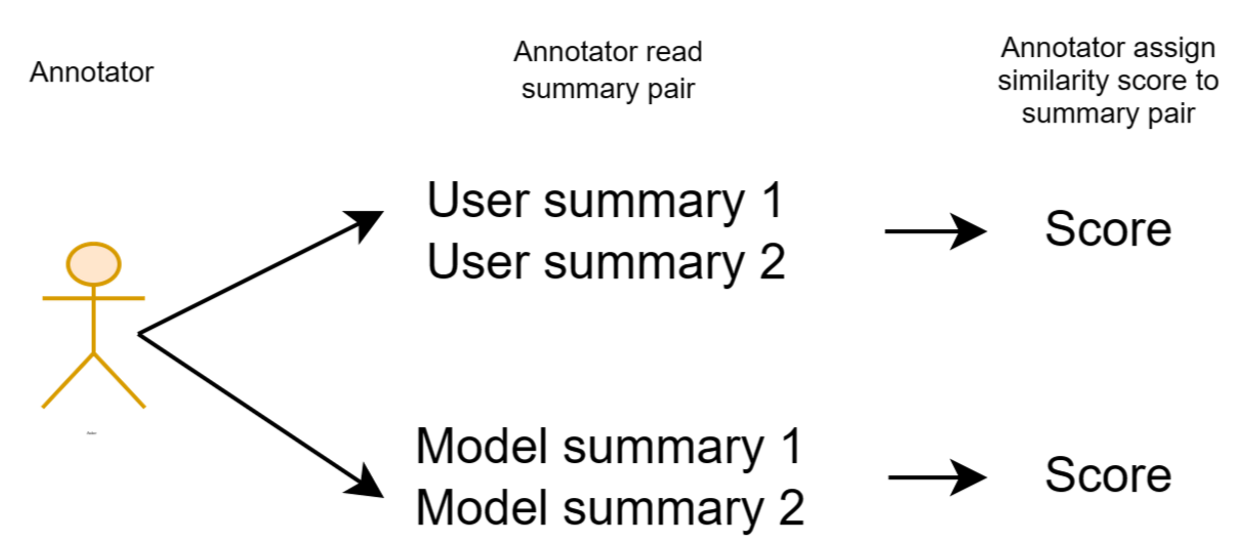 Annotator
Annotator read
summary pair
Annotator assign
similarity score to
summary pair
User summary 1
User summary 2
Score
Model summary 1
Model summary 2
Score